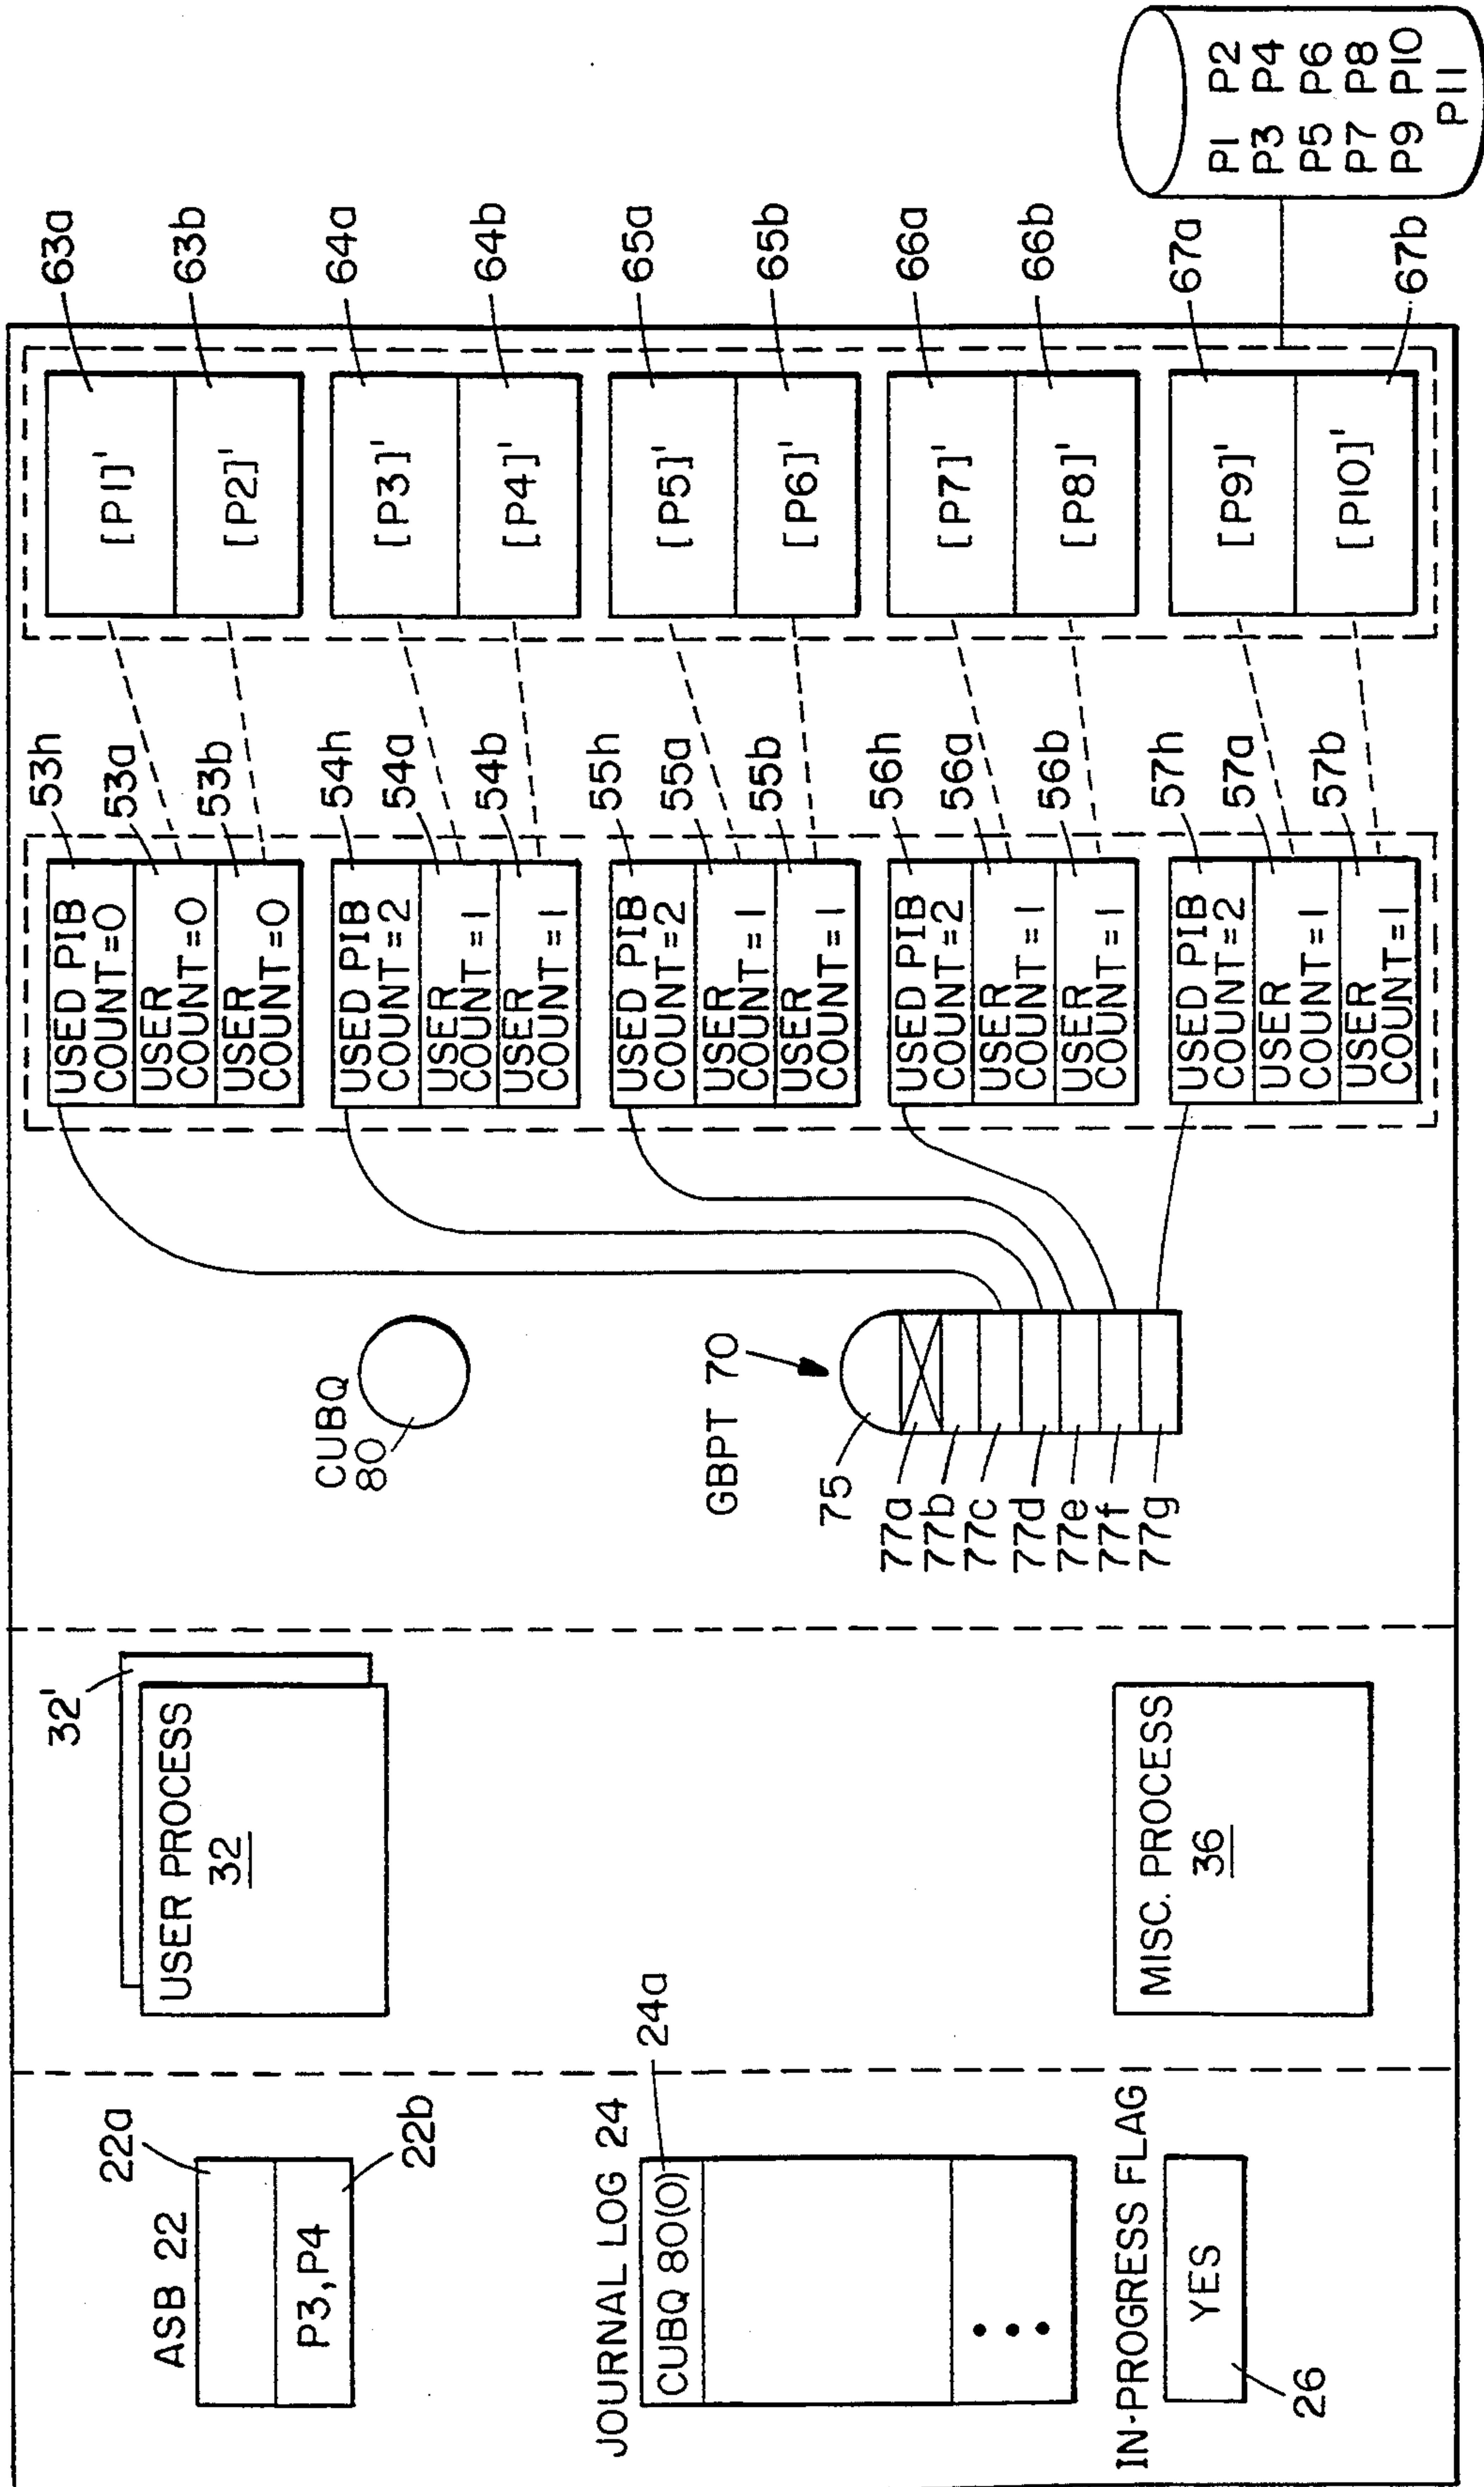 ASB 22
22a
P3,P4
22b
JOURNAL LOG 24
CUBQ 80(0)
24a
IN-PROGRESS FLAG
YES
26
32'
USER PROCESS
32
MISC. PROCESS
36
CUBQ
80
GBPT 70
75
77a
77b
77c
77d
77e
77f
77g
USED PIB
COUNT=0
USER
COUNT=0
USER
COUNT=0
53h
53a
53b
USED PIB
COUNT=2
USER
COUNT=1
USER
COUNT=1
54h
54a
54b
USED PIB
COUNT=2
USER
COUNT=1
USER
COUNT=1
55h
55a
55b
USED PIB
COUNT=2
USER
COUNT=1
USER
COUNT=1
56h
56a
56b
USED PIB
COUNT=2
USER
COUNT=1
USER
COUNT=1
57h
57a
57b
[P1]'
[P2]'
63a
63b
[P3]'
[P4]'
64a
64b
[P5]'
[P6]'
65a
65b
[P7]'
[P8]'
66a
66b
[P9]'
[P10]'
67a
67b
P1 P2
P3 P4
P5 P6
P7 P8
P9 P10
P11